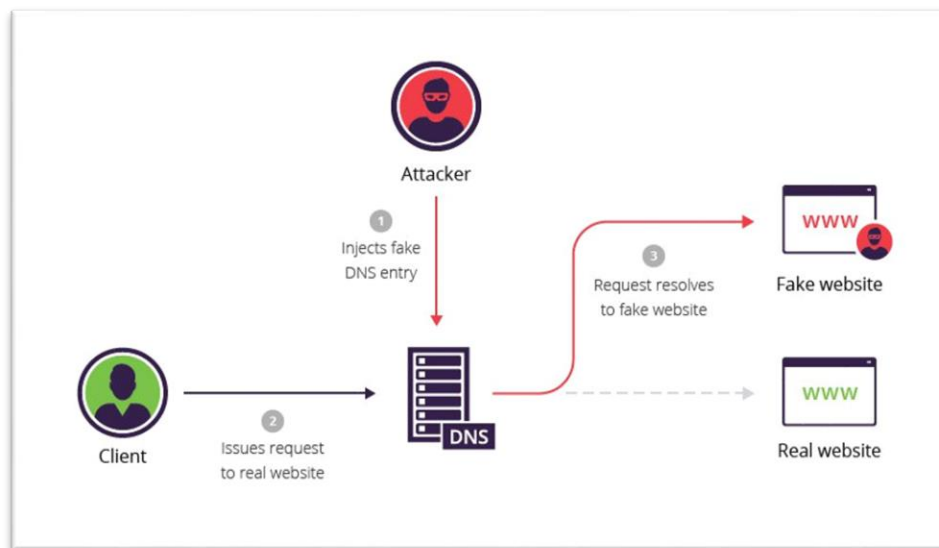 Attacker
1
Injects fake
DNS entry
3
Request resolves
to fake website
www
Fake website
Client
2
Issues request
to real website
DNS
www
Real website